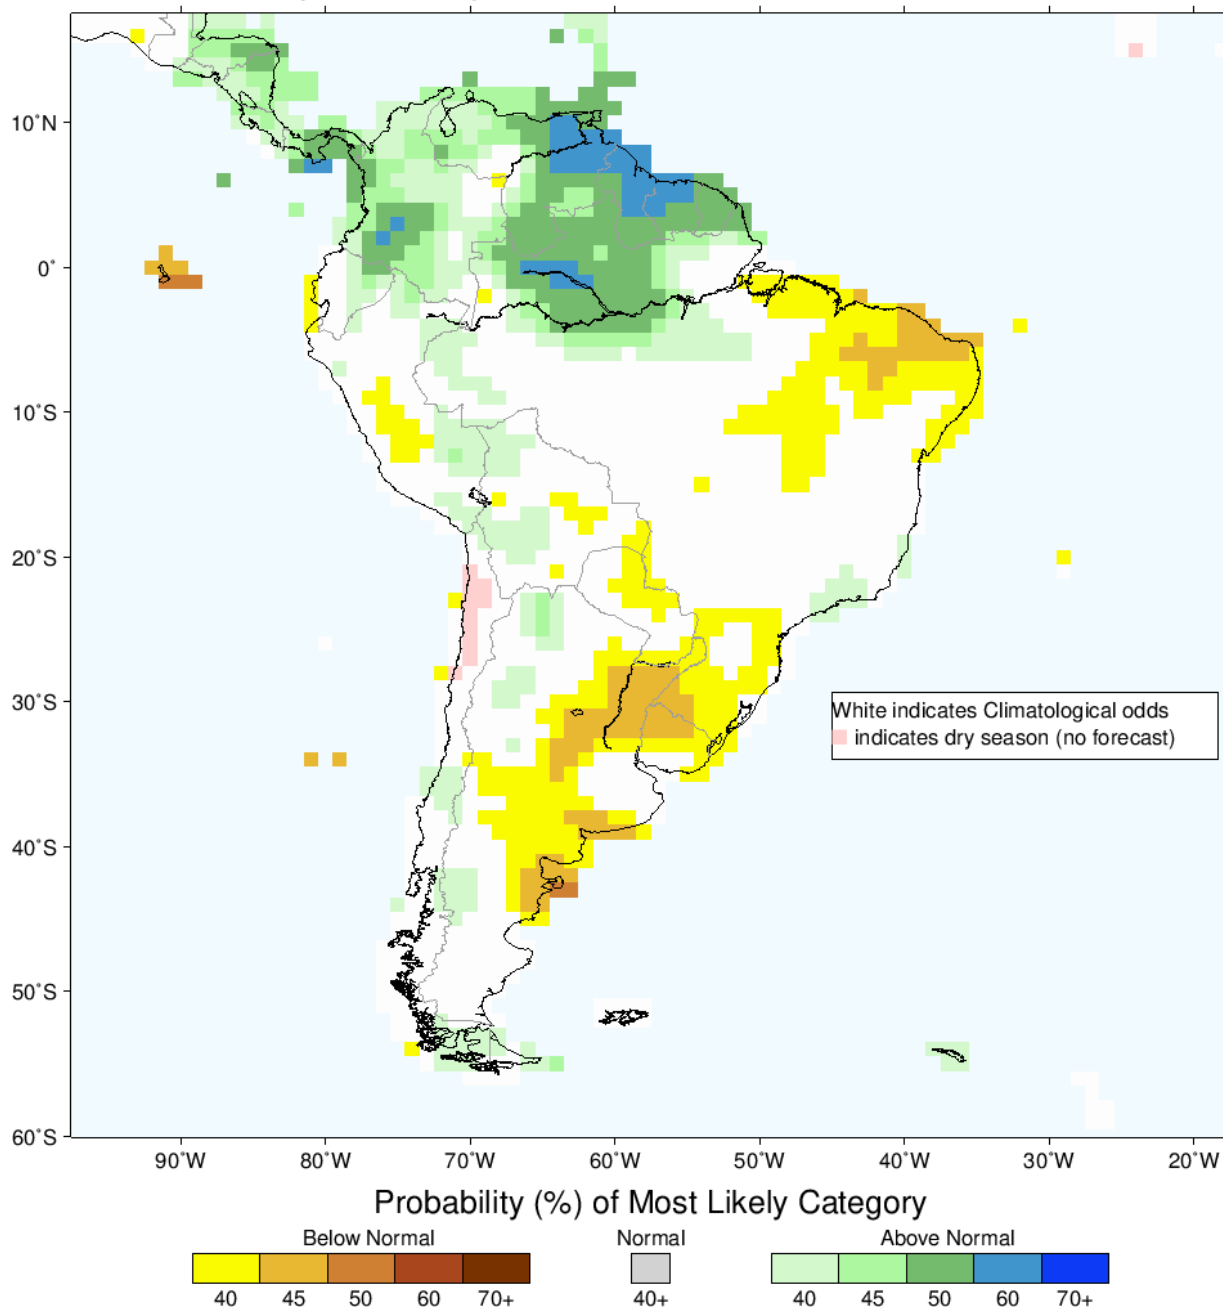 10˚N
0˚
10˚S
20˚S
30˚S
40˚S
50˚S
60˚S
White indicates Climatological odds
indicates dry season (no forecast)
90˚W 80˚W 70˚W 60˚W 50˚W 40˚W 30˚W 20˚W
Probability (%) of Most Likely Category
Below Normal Normal Above Normal
40 45 50 60 70+ 40+ 40 45 50 60 70+